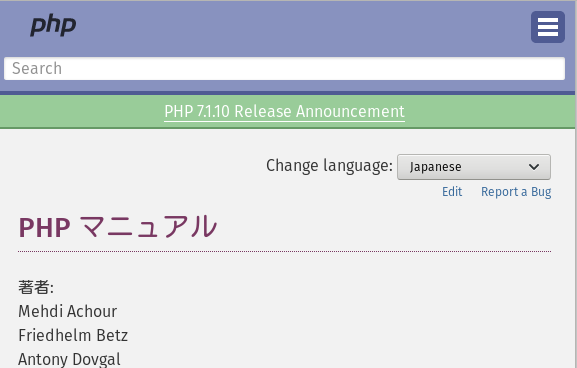 php
Search
PHP 7.1.10 Release Announcement
Change language: Japanese
Edit Report a Bug
PHP マニュアル
著者:
Mehdi Achour
Friedhelm Betz
Antony Dovgal